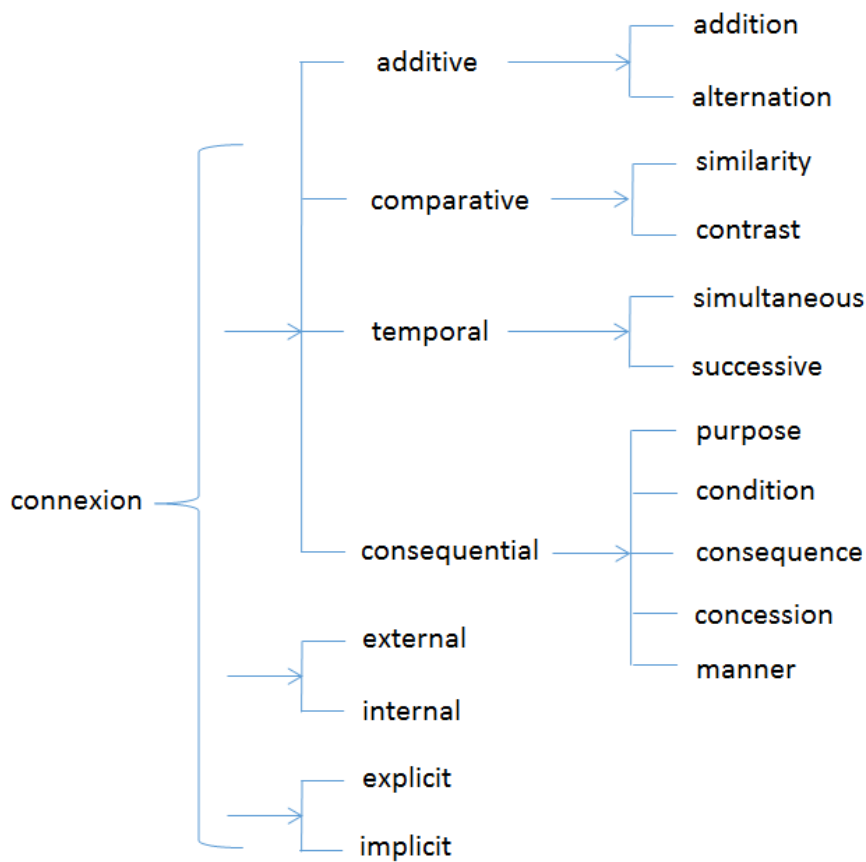 addition
additive
alternation
similarity
comparative
contrast
simultaneous
temporal
successive
purpose
connexion
condition
consequential
consequence
concession
external
manner
internal
explicit
implicit